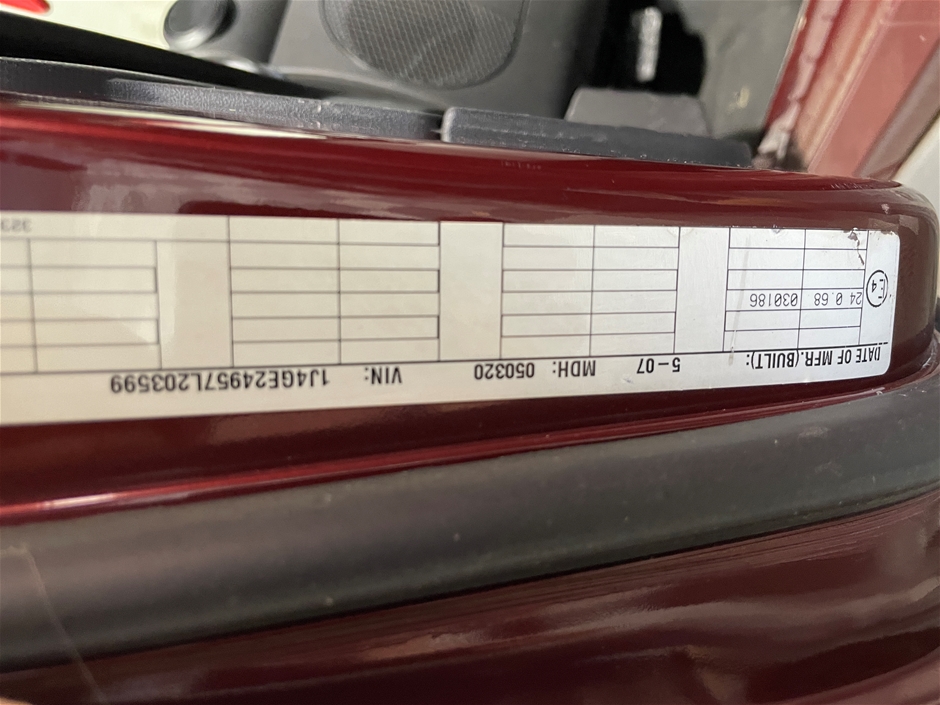 DATE OF MFR.(BUILT): 5-07 MDH: 050320 VIN: 1J4GE24957L203599
E4 24 0.68 030186